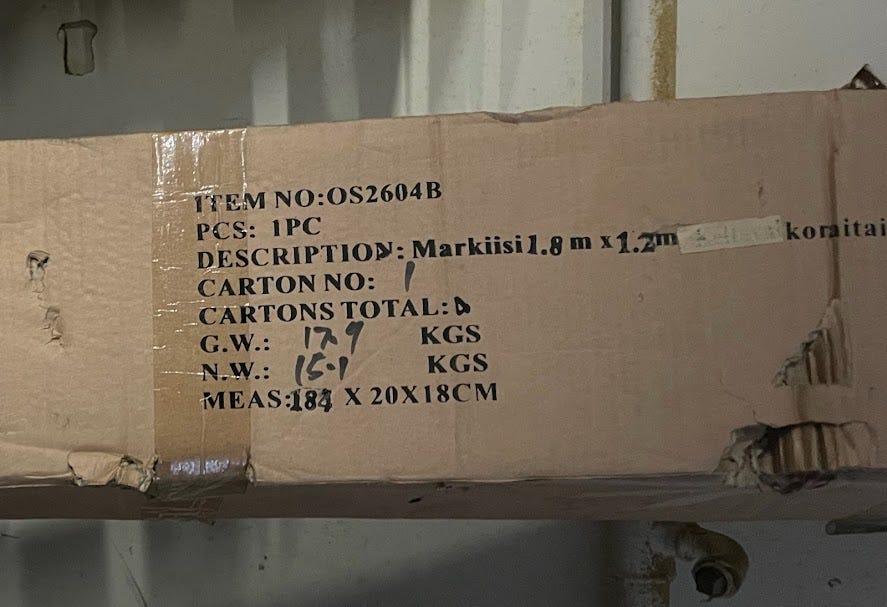 ITEM NO:OS2604B
PCS: 1PC
DESCRIPTION: Markiisi 1.8 m x 1.2m koraitai
CARTON NO: 1
CARTONS TOTAL:
G.W.: 17.9 KGS
N.W.: 15.1 KGS
MEAS:184 X 20X18CM